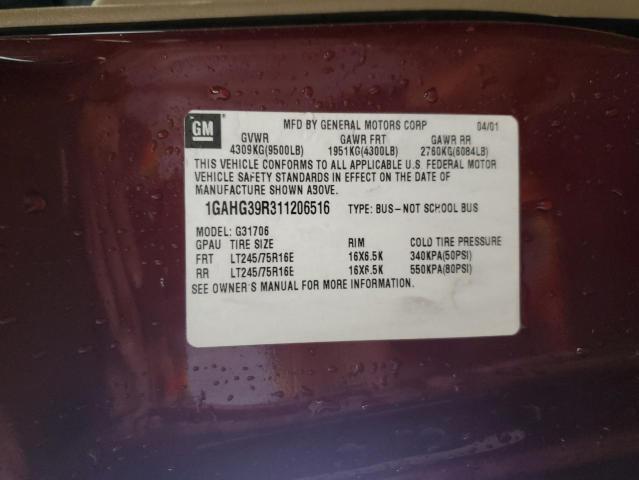 GM MFD BY GENERAL MOTORS CORP 04/01
GVWR GAWR FRT GAWR RR
4309KG(9500LB) 1951KG(4300LB) 2760KG(6084LB)
THIS VEHICLE CONFORMS TO ALL APPLICABLE U.S FEDERAL MOTOR
VEHICLE SAFETY STANDARDS IN EFFECT ON THE DATE OF
MANUFACTURE SHOWN ABOVE.
1GAHG39R311206516 TYPE: BUS-NOT SCHOOL BUS
MODEL: G31706
GPAU TIRE SIZE RIM COLD TIRE PRESSURE
FRT LT245/75R16E 16X6.5K 340KPA(50PSI)
RR LT245/75R16E 16X6.5K 550KPA(80PSI)
SEE OWNER'S MANUAL FOR MORE INFORMATION.